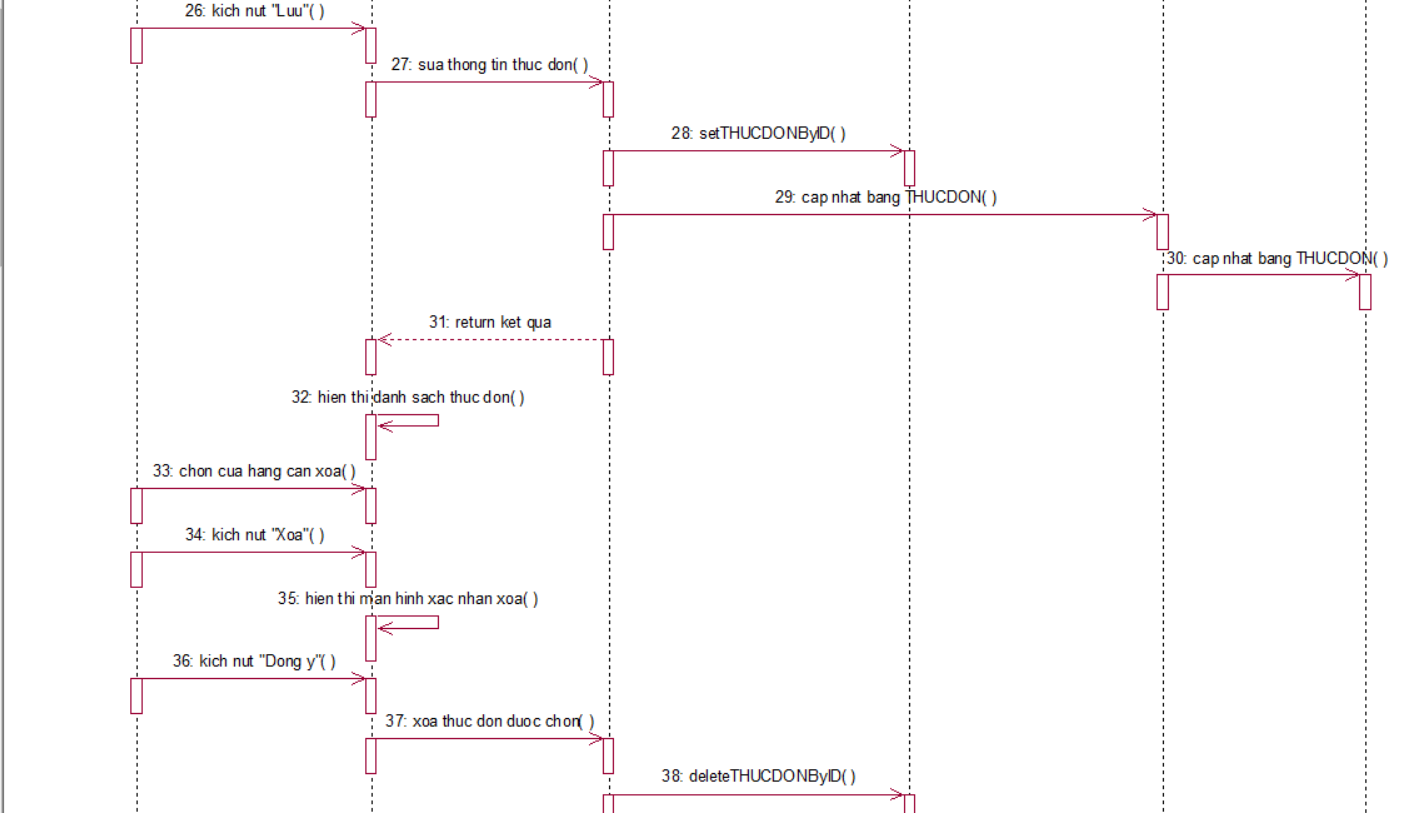 26: kich nut "Luu"( )
27: sua thong tin thuc don( )
28: setTHUCDONByID( )
29: cap nhat bang THUCDON( )
30: cap nhat bang THUCDON( )
31: return ket qua
32: hien thi danh sach thuc don( )
33: chon cua hang can xoa( )
34: kich nut "Xoa"( )
35: hien thi man hinh xac nhan xoa( )
36: kich nut "Dong y"( )
37: xoa thuc don duoc chon( )
38: deleteTHUCDONByID( )